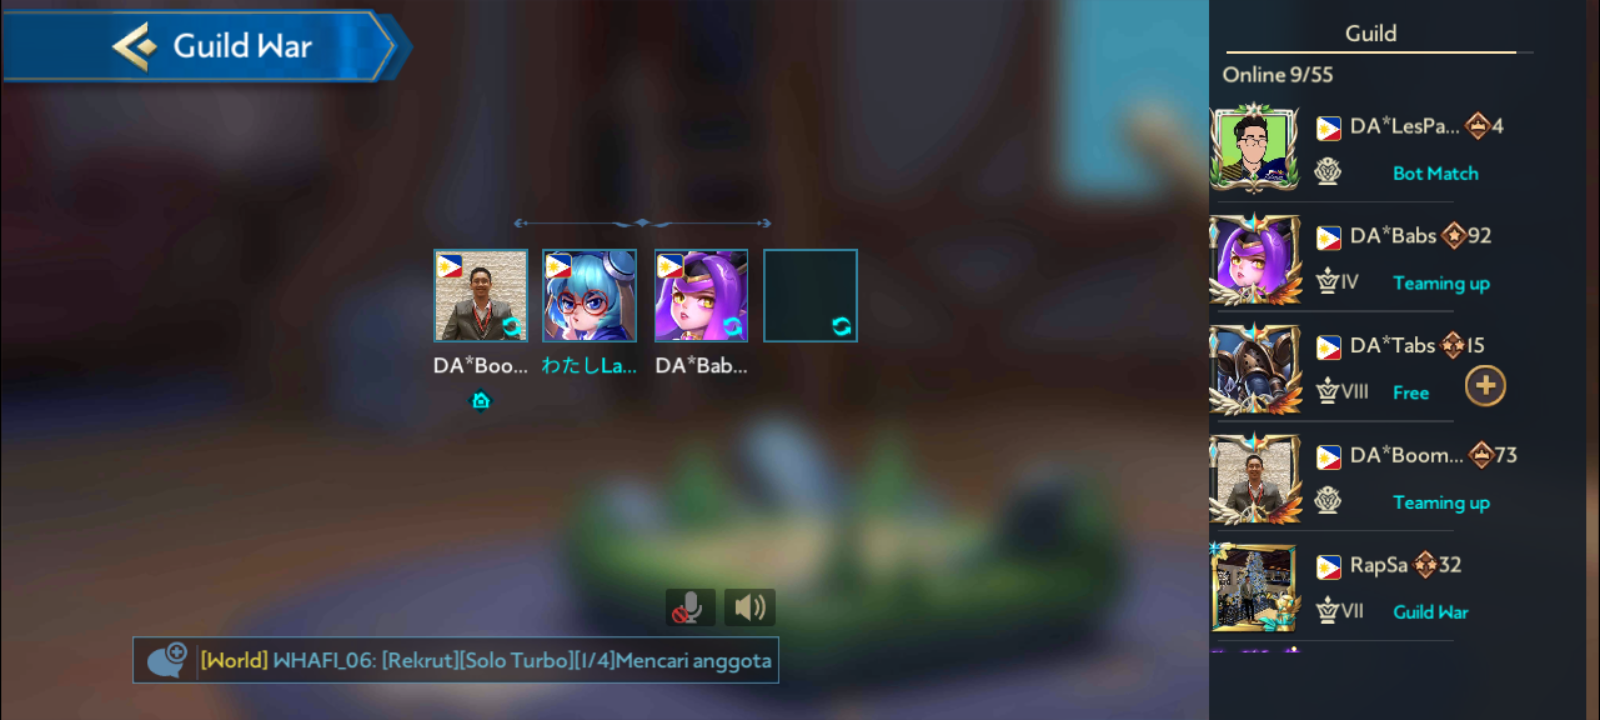 Guild War
DA*Boo...
わたしLa...
DA*Bab...
[World] WHAFI_06: [Rekrut][Solo Turbo][1/4]Mencari anggota
Guild
Online 9/55
DA*LesPa... 4
Bot Match
DA*Babs 92
IV Teaming up
DA*Tabs 15
VIII Free
DA*Boom... 73
Teaming up
RapSa 32
VII Guild War